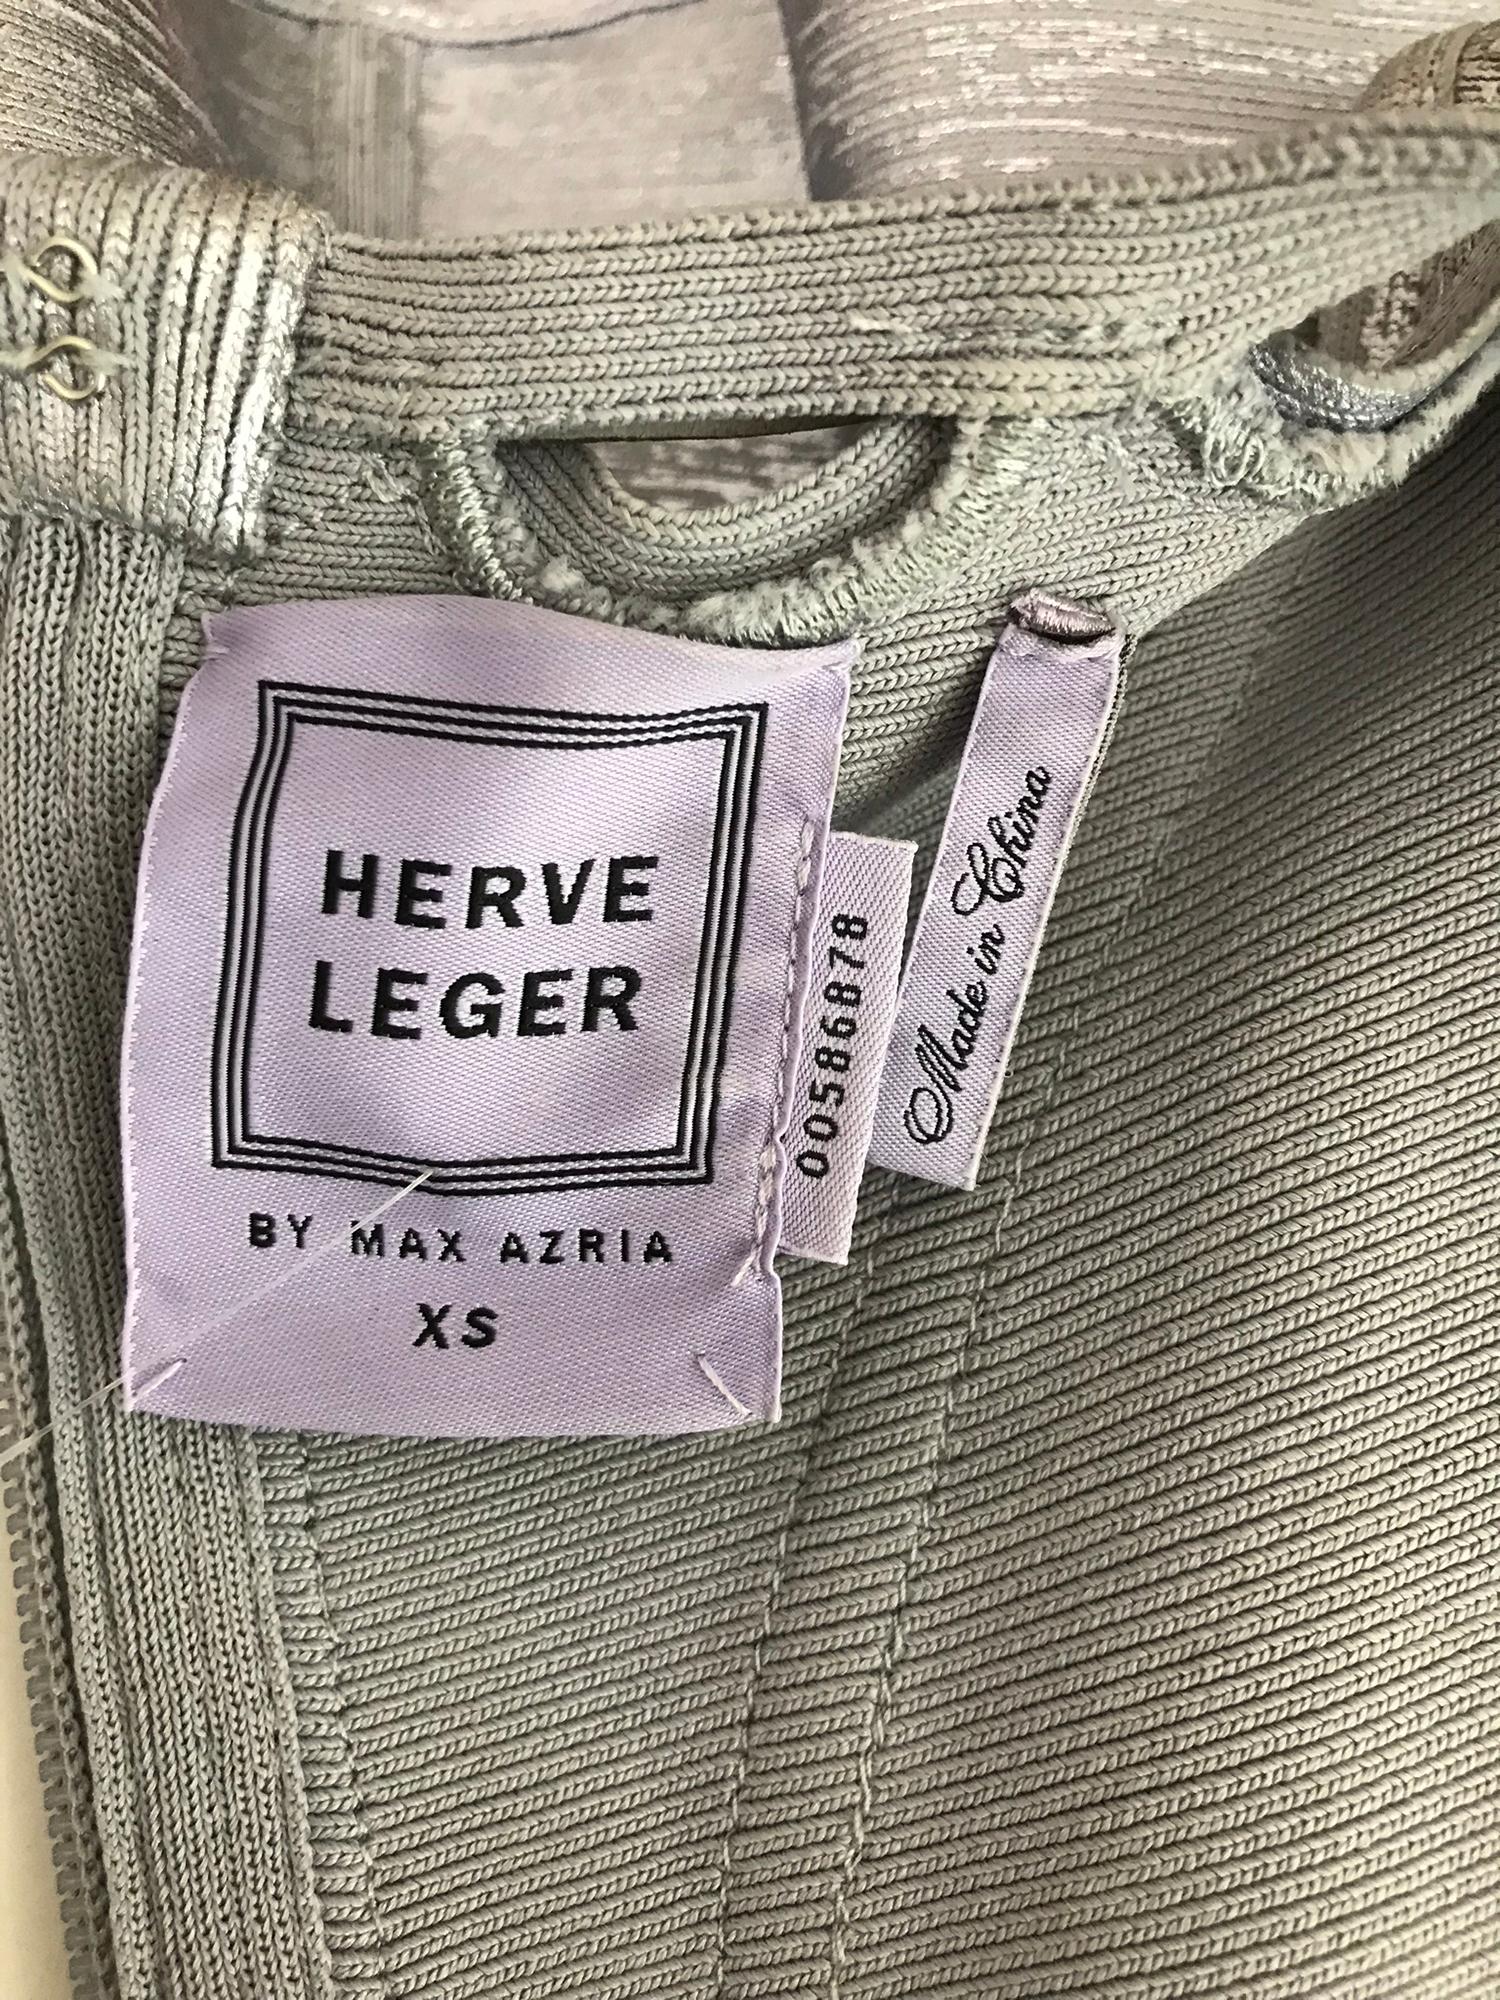 HERVE
LEGER
BY MAX AZRIA
XS
00586878
Made in China